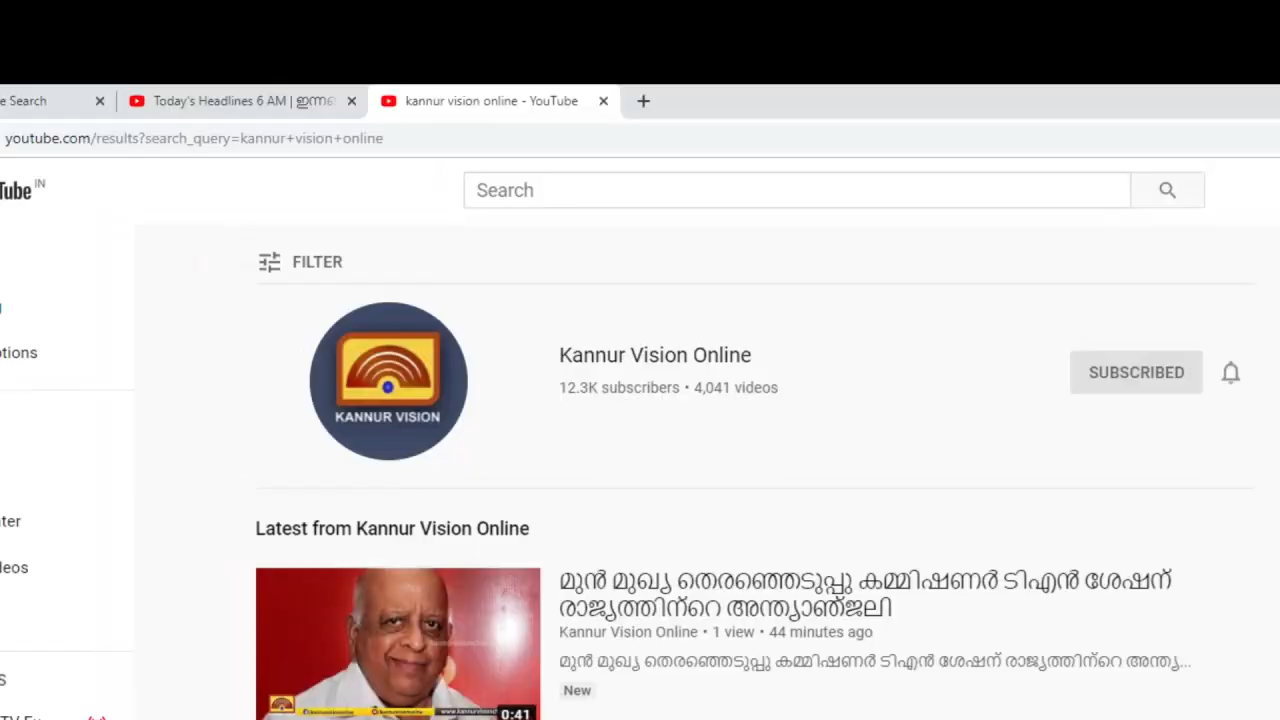 e Search
Today's Headlines 6 AM | ഇന്നത്
kannur vision online - YouTube
youtube.com/results?search_query=kannur+vision+online
Tube IN
Search
FILTER
KANNUR VISION
Kannur Vision Online
12.3K subscribers • 4,041 videos
SUBSCRIBED
otions
Latest from Kannur Vision Online
ter
leos
മുൻ മുഖ്യ തെരഞ്ഞെടുപ്പു കമ്മിഷണർ ടിഎൻ ശേഷന്
രാജ്യത്തിന്റെ അന്ത്യാഞ്ജലി
Kannur Vision Online • 1 view • 44 minutes ago
മുൻ മുഖ്യ തെരഞ്ഞെടുപ്പു കമ്മിഷണർ ടിഎൻ ശേഷന് രാജ്യത്തിന്റെ അന്ത്യ...
New
0:41
S